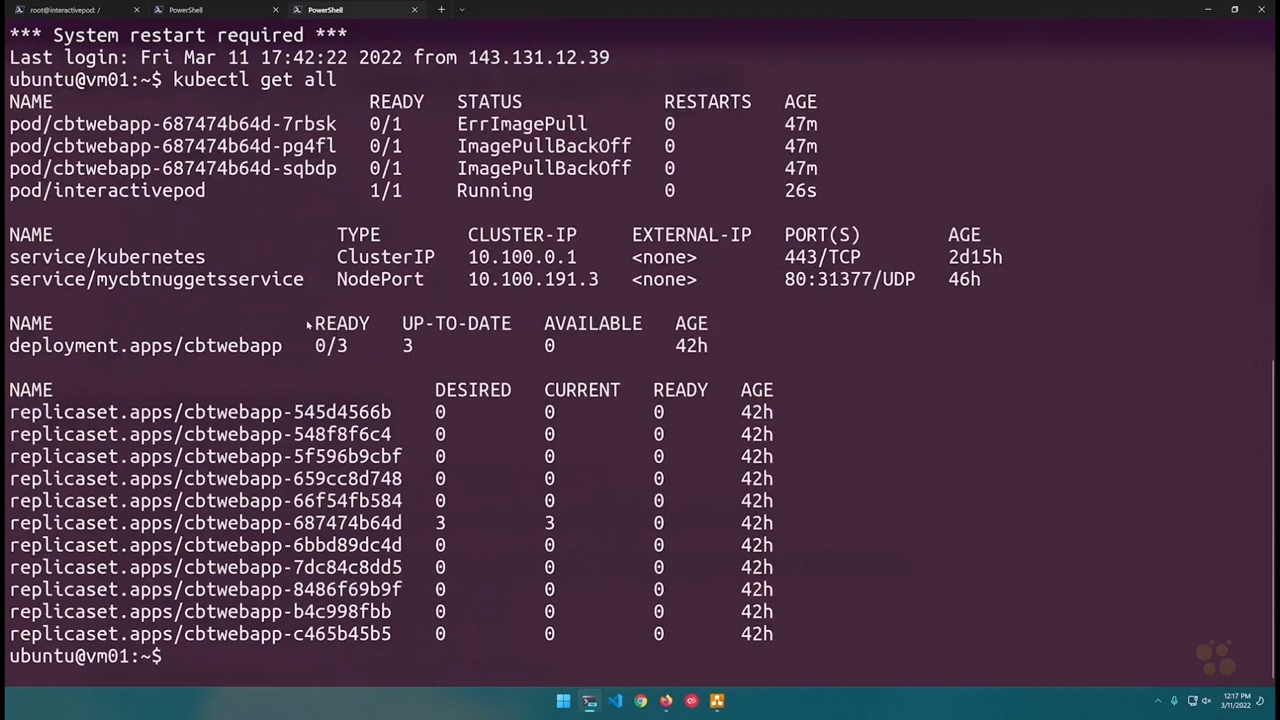 root@interactivepod: /
PowerShell
PowerShell
*** System restart required ***
Last login: Fri Mar 11 17:42:22 2022 from 143.131.12.39
ubuntu@vm01:~$ kubectl get all
NAME READY STATUS RESTARTS AGE
pod/cbtwebapp-687474b64d-7rbsk 0/1 ErrImagePull 0 47m
pod/cbtwebapp-687474b64d-pg4fl 0/1 ImagePullBackOff 0 47m
pod/cbtwebapp-687474b64d-sqbdp 0/1 ImagePullBackOff 0 47m
pod/interactivepod 1/1 Running 0 26s
NAME TYPE CLUSTER-IP EXTERNAL-IP PORT(S) AGE
service/kubernetes ClusterIP 10.100.0.1 <none> 443/TCP 2d15h
service/mycbtnuggetsservice NodePort 10.100.191.3 <none> 80:31377/UDP 46h
NAME READY UP-TO-DATE AVAILABLE AGE
deployment.apps/cbtwebapp 0/3 3 0 42h
NAME DESIRED CURRENT READY AGE
replicaset.apps/cbtwebapp-545d4566b 0 0 0 42h
replicaset.apps/cbtwebapp-548f8f6c4 0 0 0 42h
replicaset.apps/cbtwebapp-5f596b9cbf 0 0 0 42h
replicaset.apps/cbtwebapp-659cc8d748 0 0 0 42h
replicaset.apps/cbtwebapp-66f54fb584 0 0 0 42h
replicaset.apps/cbtwebapp-687474b64d 3 3 0 42h
replicaset.apps/cbtwebapp-6bbd89dc4d 0 0 0 42h
replicaset.apps/cbtwebapp-7dc84c8dd5 0 0 0 42h
replicaset.apps/cbtwebapp-8486f69b9f 0 0 0 42h
replicaset.apps/cbtwebapp-b4c998fbb 0 0 0 42h
replicaset.apps/cbtwebapp-c465b45b5 0 0 0 42h
ubuntu@vm01:~$
12:17 PM
3/11/2022